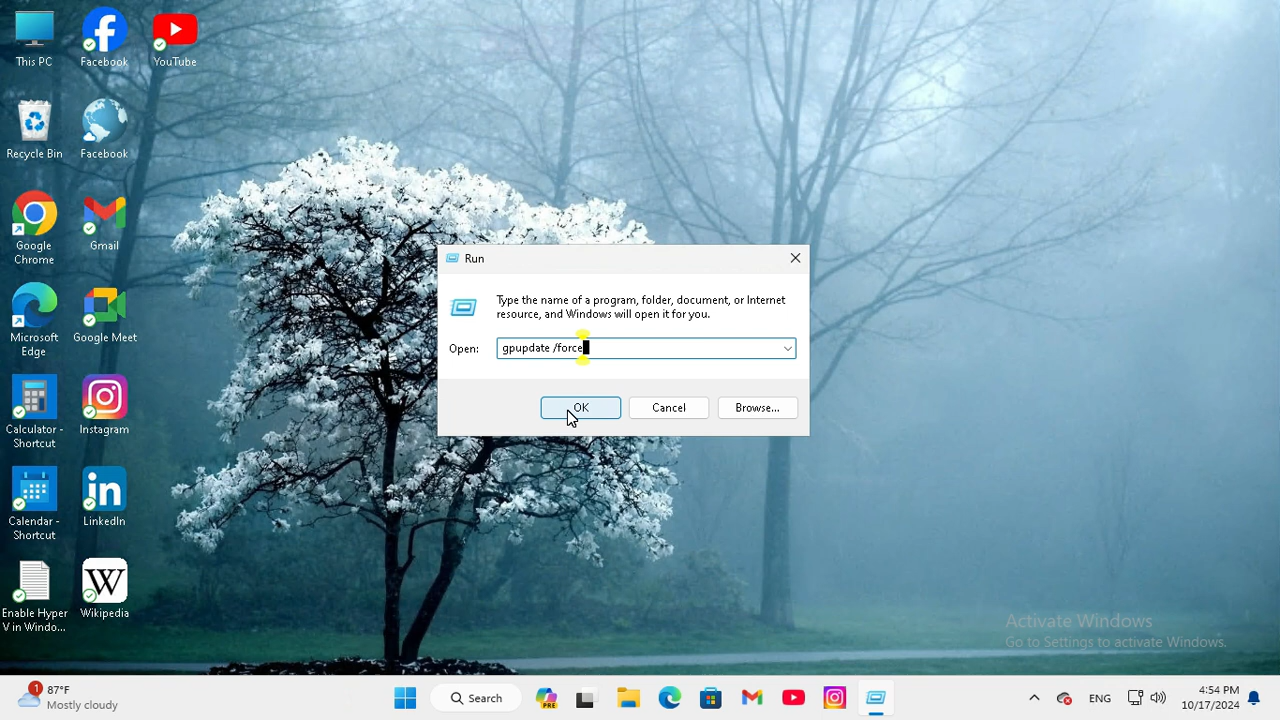 This PC
Facebook
YouTube
Recycle Bin
Facebook
Google
Chrome
Gmail
Microsoft
Edge
Google Meet
Calculator -
Shortcut
Instagram
Calendar -
Shortcut
LinkedIn
Enable Hyper
V in Windo...
Wikipedia
Run
Type the name of a program, folder, document, or Internet
resource, and Windows will open it for you.
Open:
gpupdate /force
OK
Cancel
Browse...
Activate Windows
Go to Settings to activate Windows.
1
87°F
Mostly cloudy
Search
PRE
ENG
4:54 PM
10/17/2024